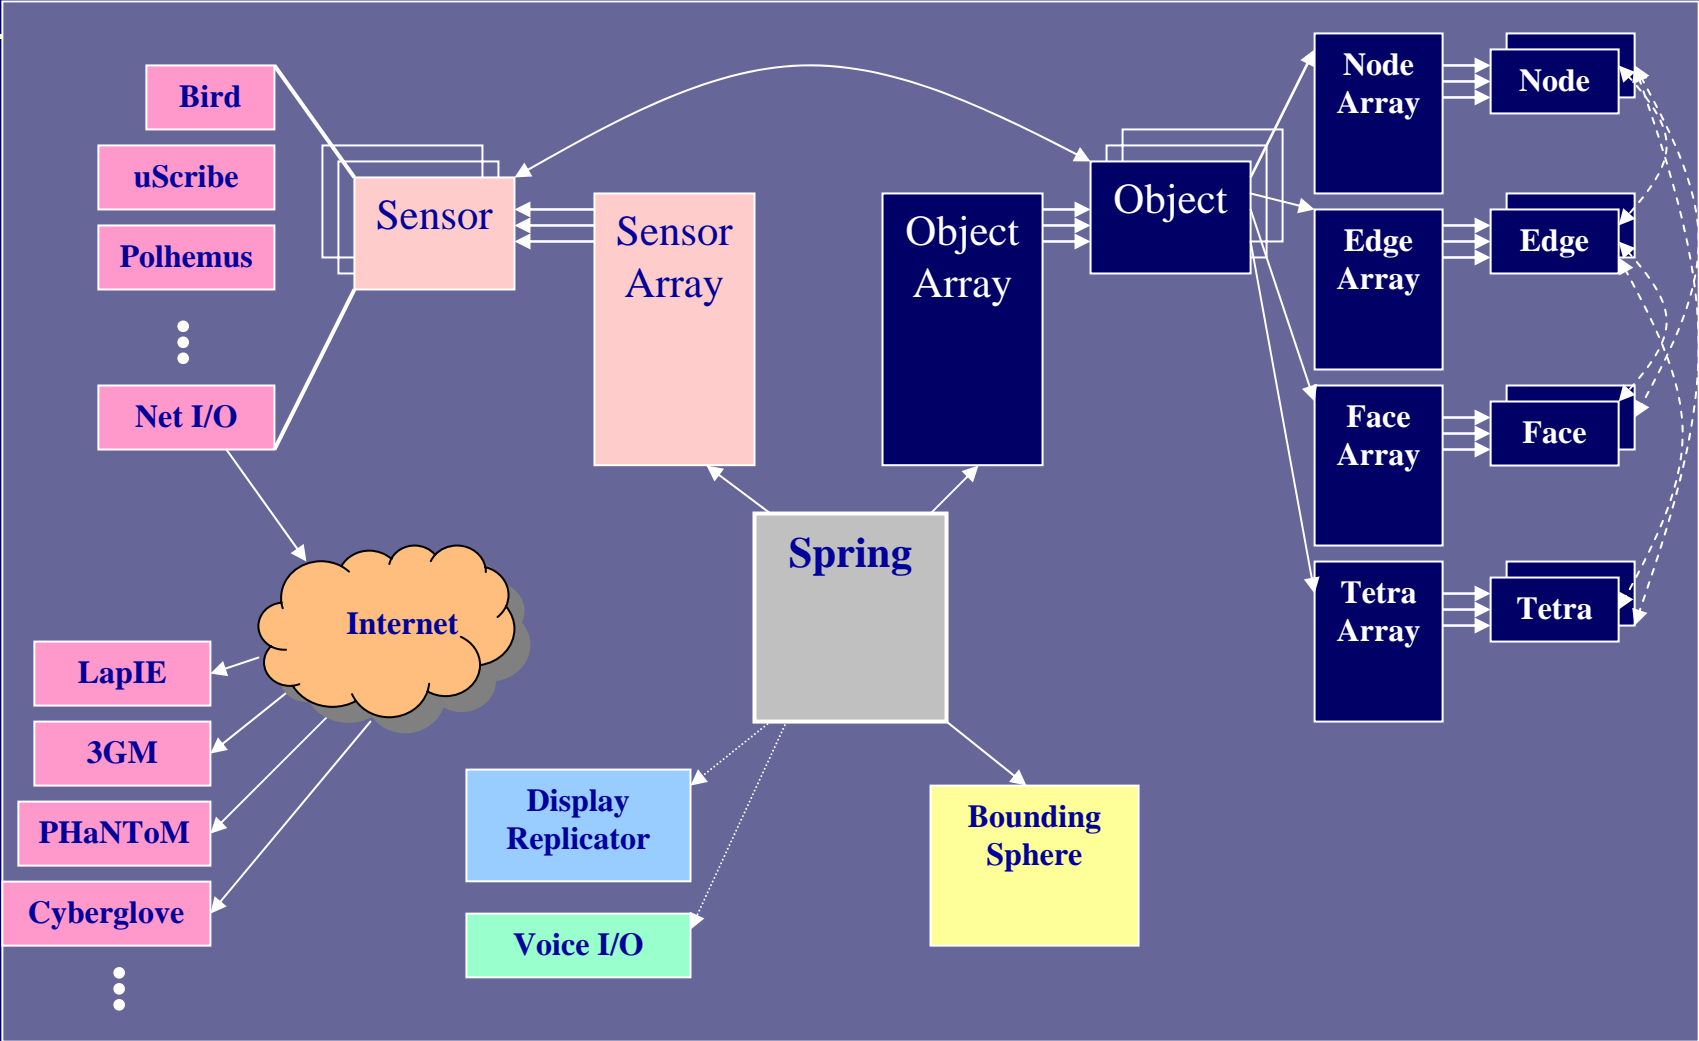 Bird
uScribe
Polhemus
Net I/O
Sensor
Sensor
Array
Object
Array
Object
Node
Array
Node
Edge
Array
Edge
Face
Array
Face
Tetra
Array
Tetra
Spring
Internet
LapIE
3GM
PHaNToM
Cyberglove
Display
Replicator
Voice I/O
Bounding
Sphere